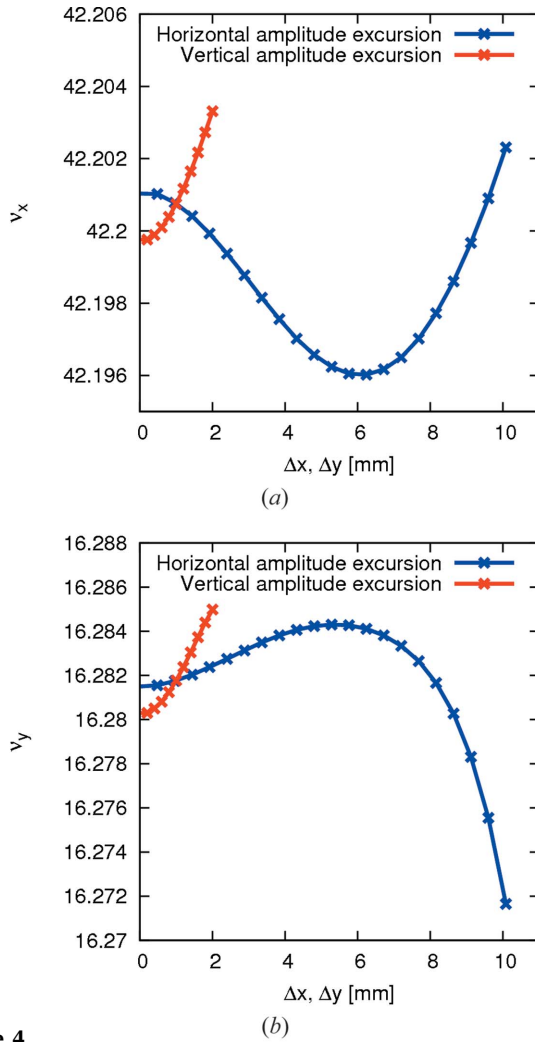 42.206
42.204
42.202
42.2
42.198
42.196
νx
Horizontal amplitude excursion
Vertical amplitude excursion
0 2 4 6 8 10
Δx, Δy [mm]
(a)
16.288
16.286
16.284
16.282
16.28
16.278
16.276
16.274
16.272
16.27
νy
Horizontal amplitude excursion
Vertical amplitude excursion
0 2 4 6 8 10
Δx, Δy [mm]
(b)
4